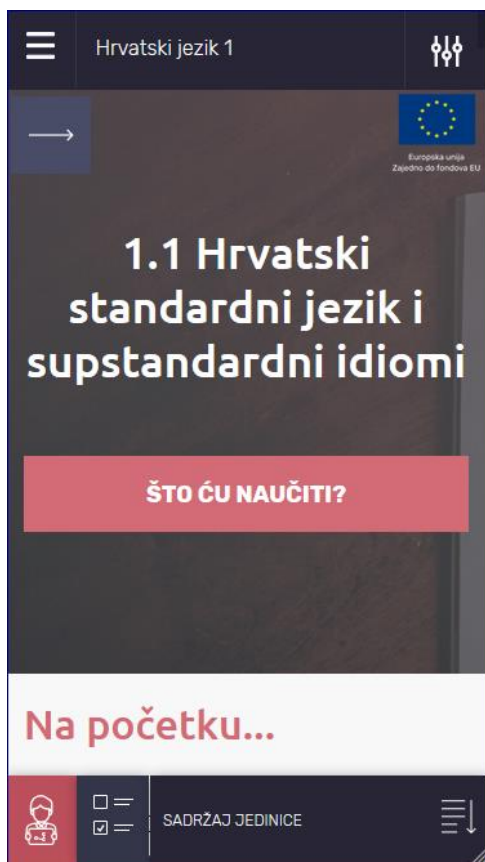 Hrvatski jezik 1
Europska unija
Zajedno do fondova EU
1.1 Hrvatski
standardni jezik i
supstandardni idiomi
ŠTO ĆU NAUČITI?
Na početku...
SADRŽAJ JEDINICE